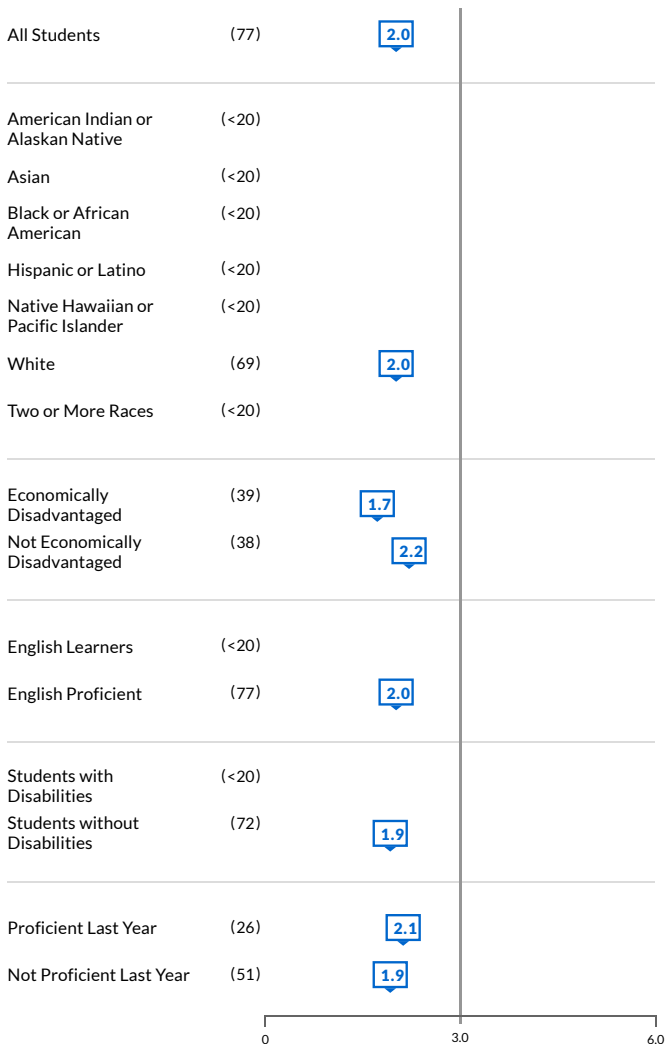 All Students (77) 2.0
American Indian or (<20)
Alaskan Native
Asian (<20)
Black or African (<20)
American
Hispanic or Latino (<20)
Native Hawaiian or (<20)
Pacific Islander
White (69) 2.0
Two or More Races (<20)
Economically (39) 1.7
Disadvantaged
Not Economically (38) 2.2
Disadvantaged
English Learners (<20)
English Proficient (77) 2.0
Students with (<20)
Disabilities
Students without (72) 1.9
Disabilities
Proficient Last Year (26) 2.1
Not Proficient Last Year (51) 1.9
0 3.0 6.0